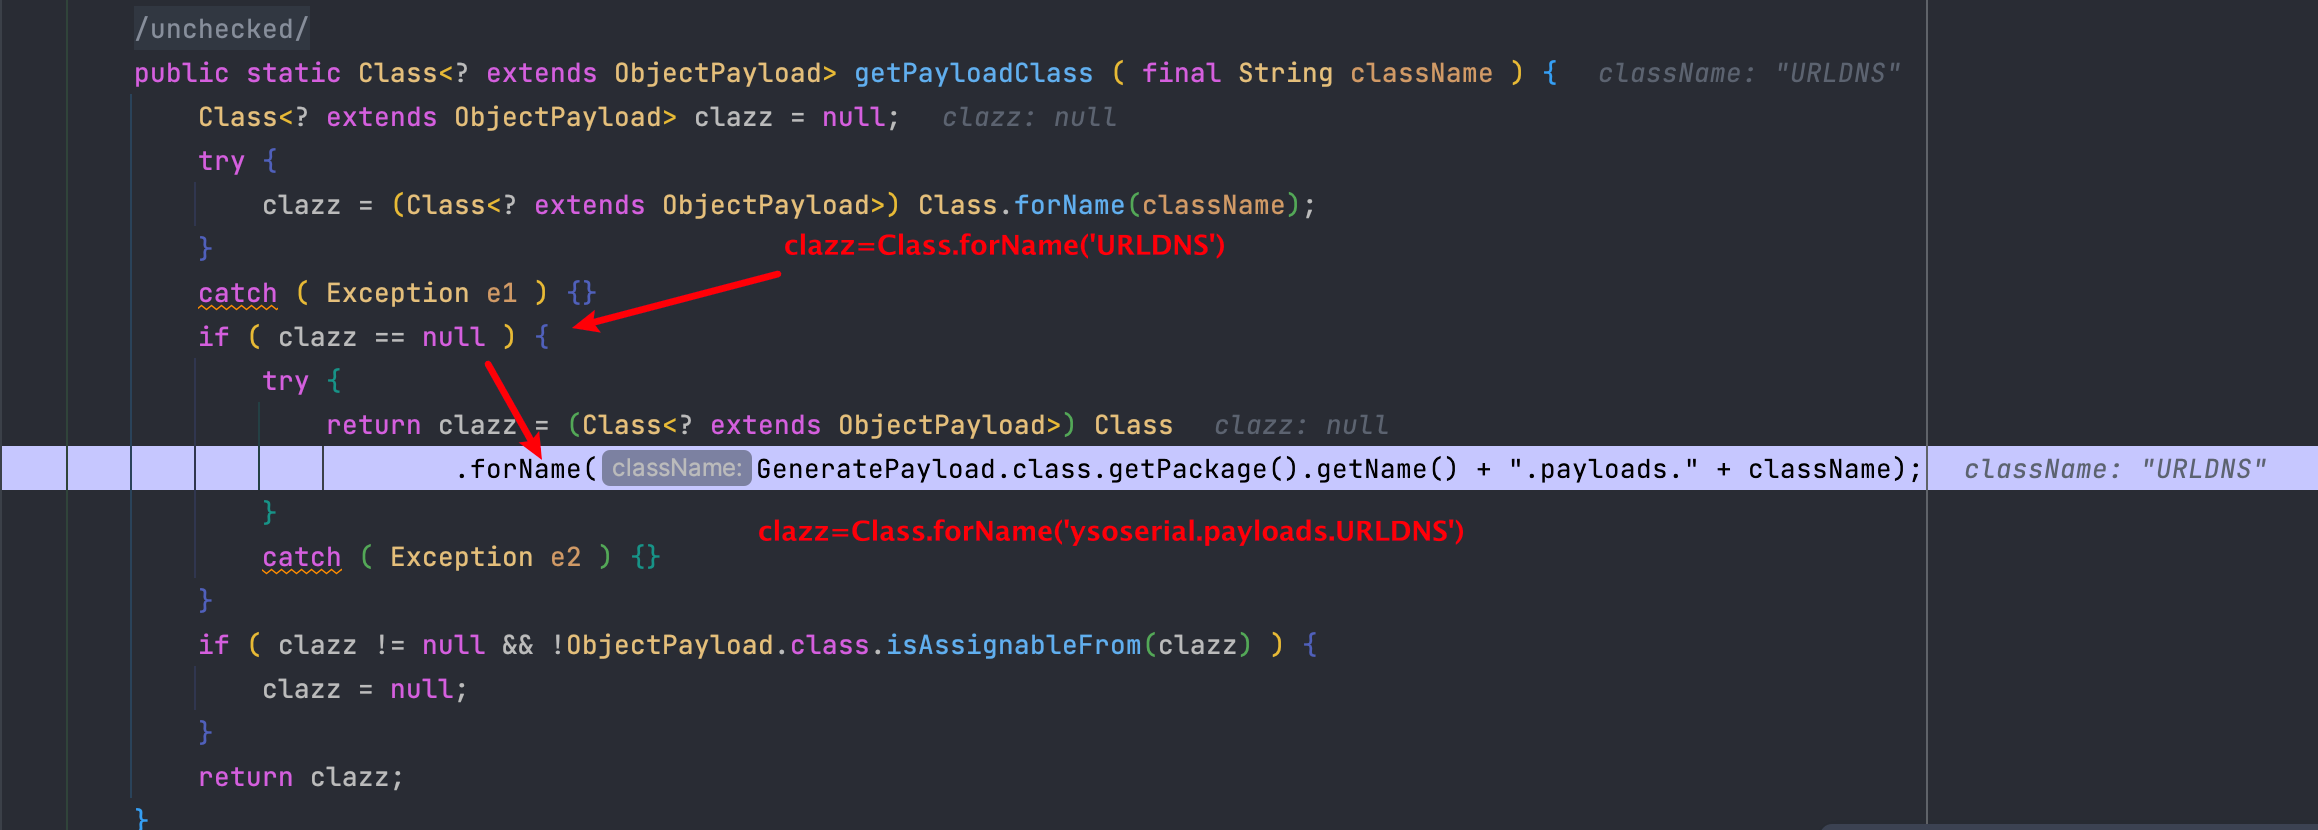 /unchecked/
public static Class<? extends ObjectPayload> getPayloadClass ( final String className ) {   className: "URLDNS"
    Class<? extends ObjectPayload> clazz = null;   clazz: null
    try {
        clazz = (Class<? extends ObjectPayload>) Class.forName(className);
    }
clazz=Class.forName('URLDNS')
    catch ( Exception e1 ) {}
    if ( clazz == null ) {
        try {
            return clazz = (Class<? extends ObjectPayload>) Class   clazz: null
                    .forName( className: GeneratePayload.class.getPackage().getName() + ".payloads." + className);   className: "URLDNS"
        }
clazz=Class.forName('ysoserial.payloads.URLDNS')
        catch ( Exception e2 ) {}
    }
    if ( clazz != null && !ObjectPayload.class.isAssignableFrom(clazz) ) {
        clazz = null;
    }
    return clazz;
}